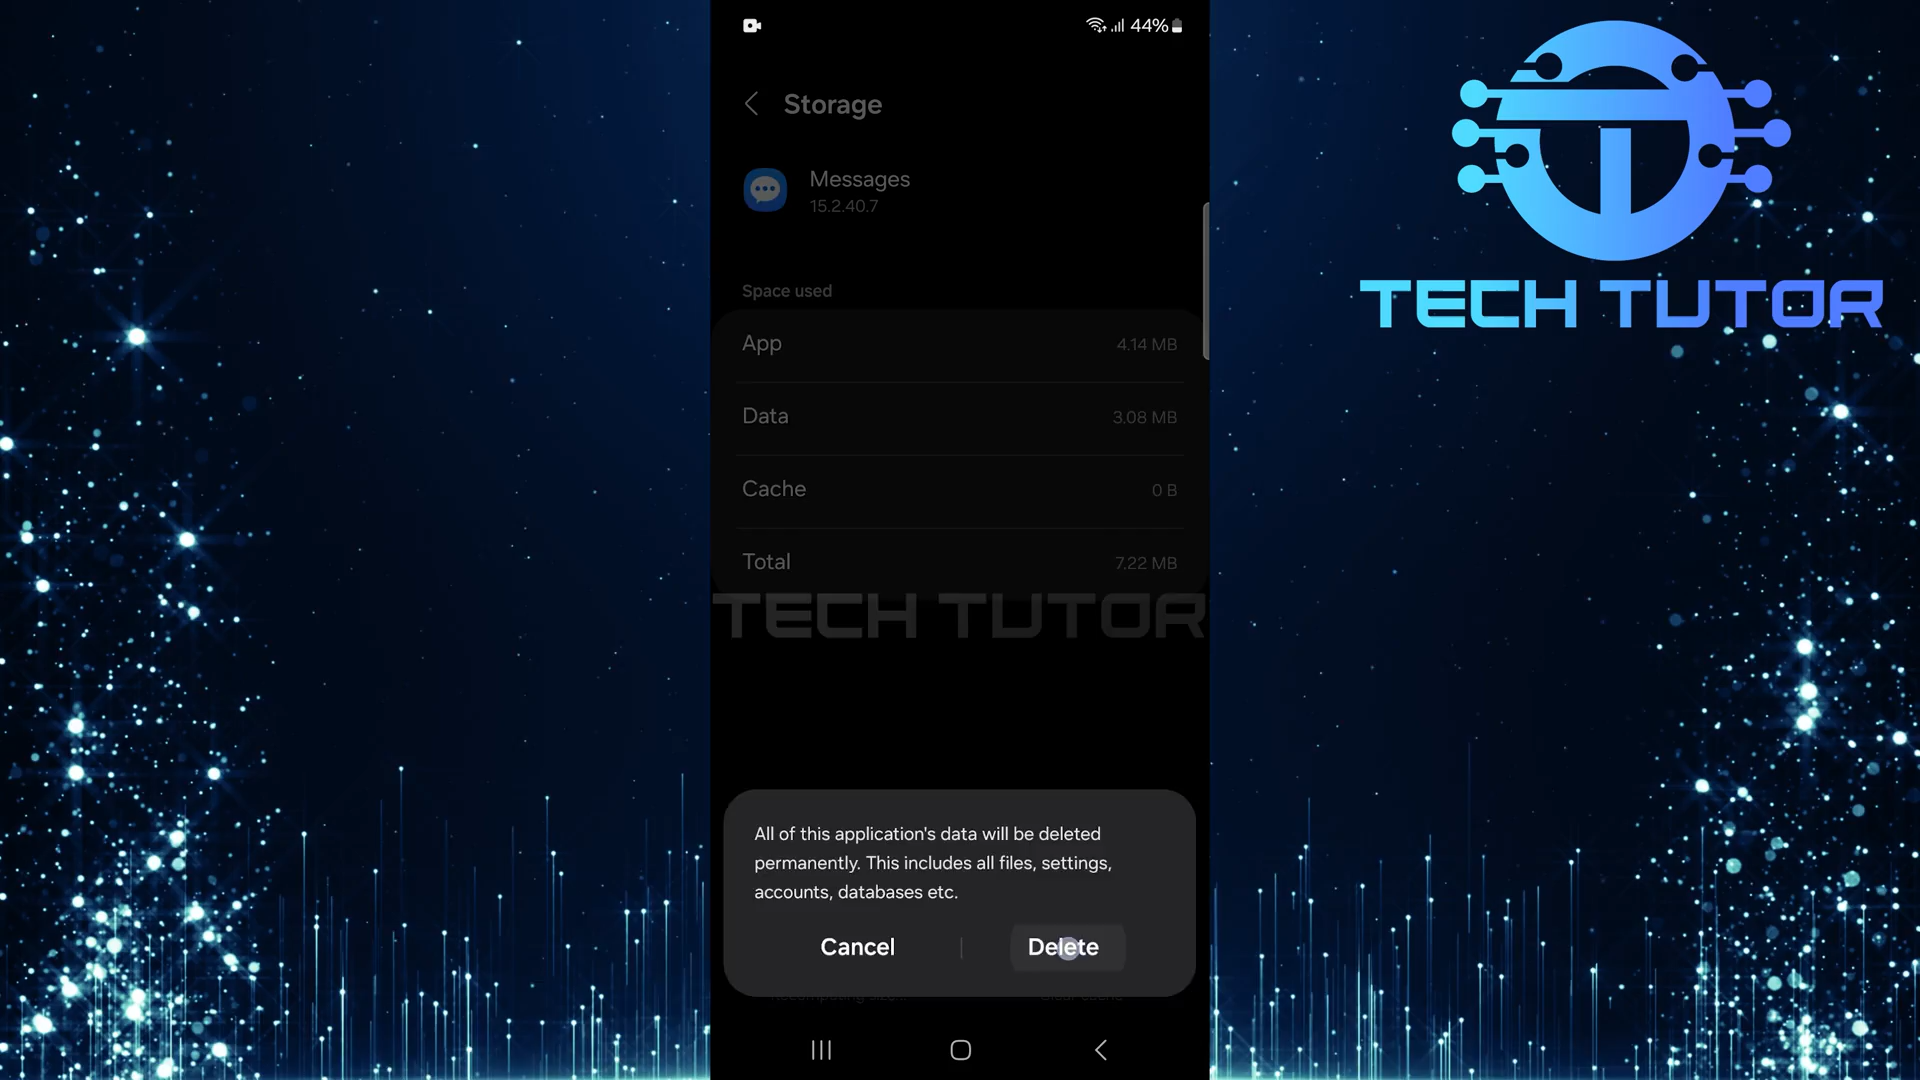 44%
Storage
Messages
15.2.40.7
Space used
App 4.14 MB
Data 3.08 MB
Cache 0 B
Total 7.22 MB
TECH TUTOR
All of this application's data will be deleted
permanently. This includes all files, settings,
accounts, databases etc.
Cancel Delete
TECH TUTOR